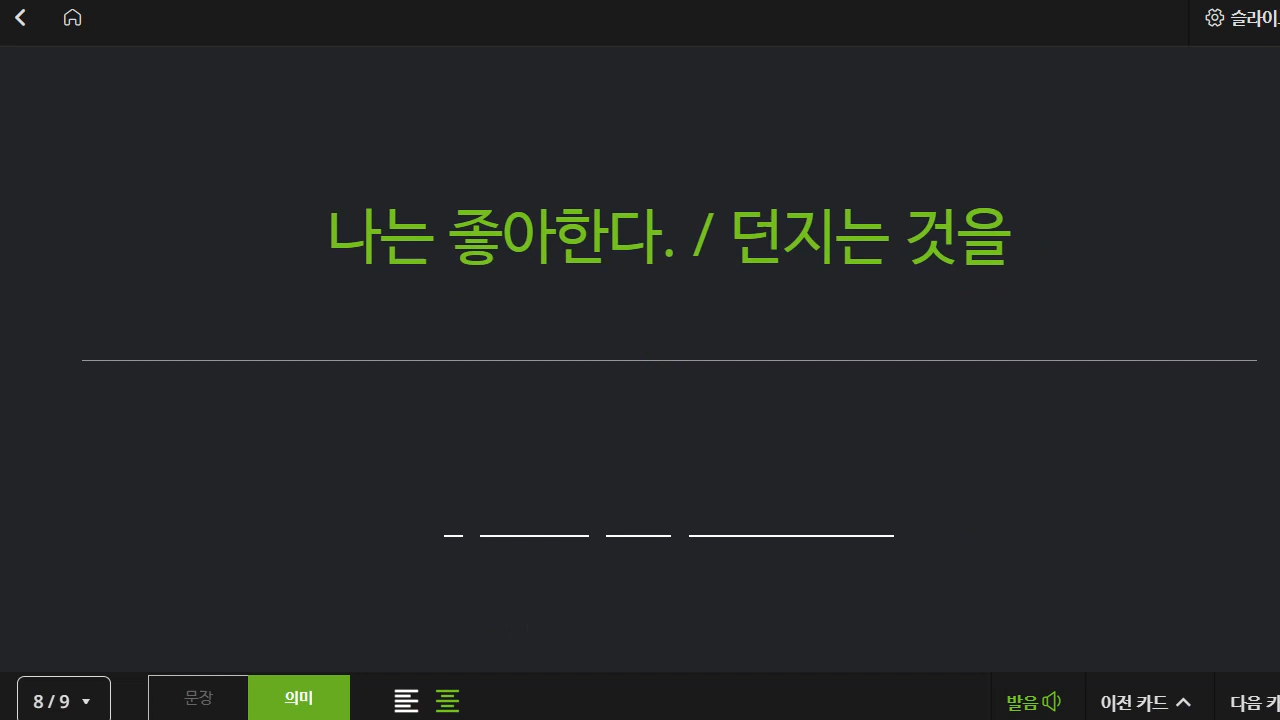 슬라이
나는 좋아한다. / 던지는 것을
8 / 9
문장
의미
발음
이전 카드
다음